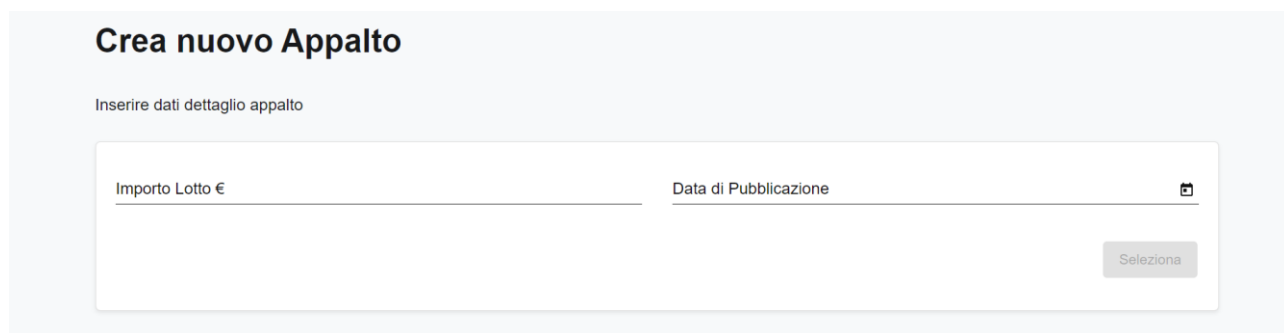 Crea nuovo Appalto
Inserire dati dettaglio appalto
Importo Lotto €
Data di Pubblicazione
Seleziona